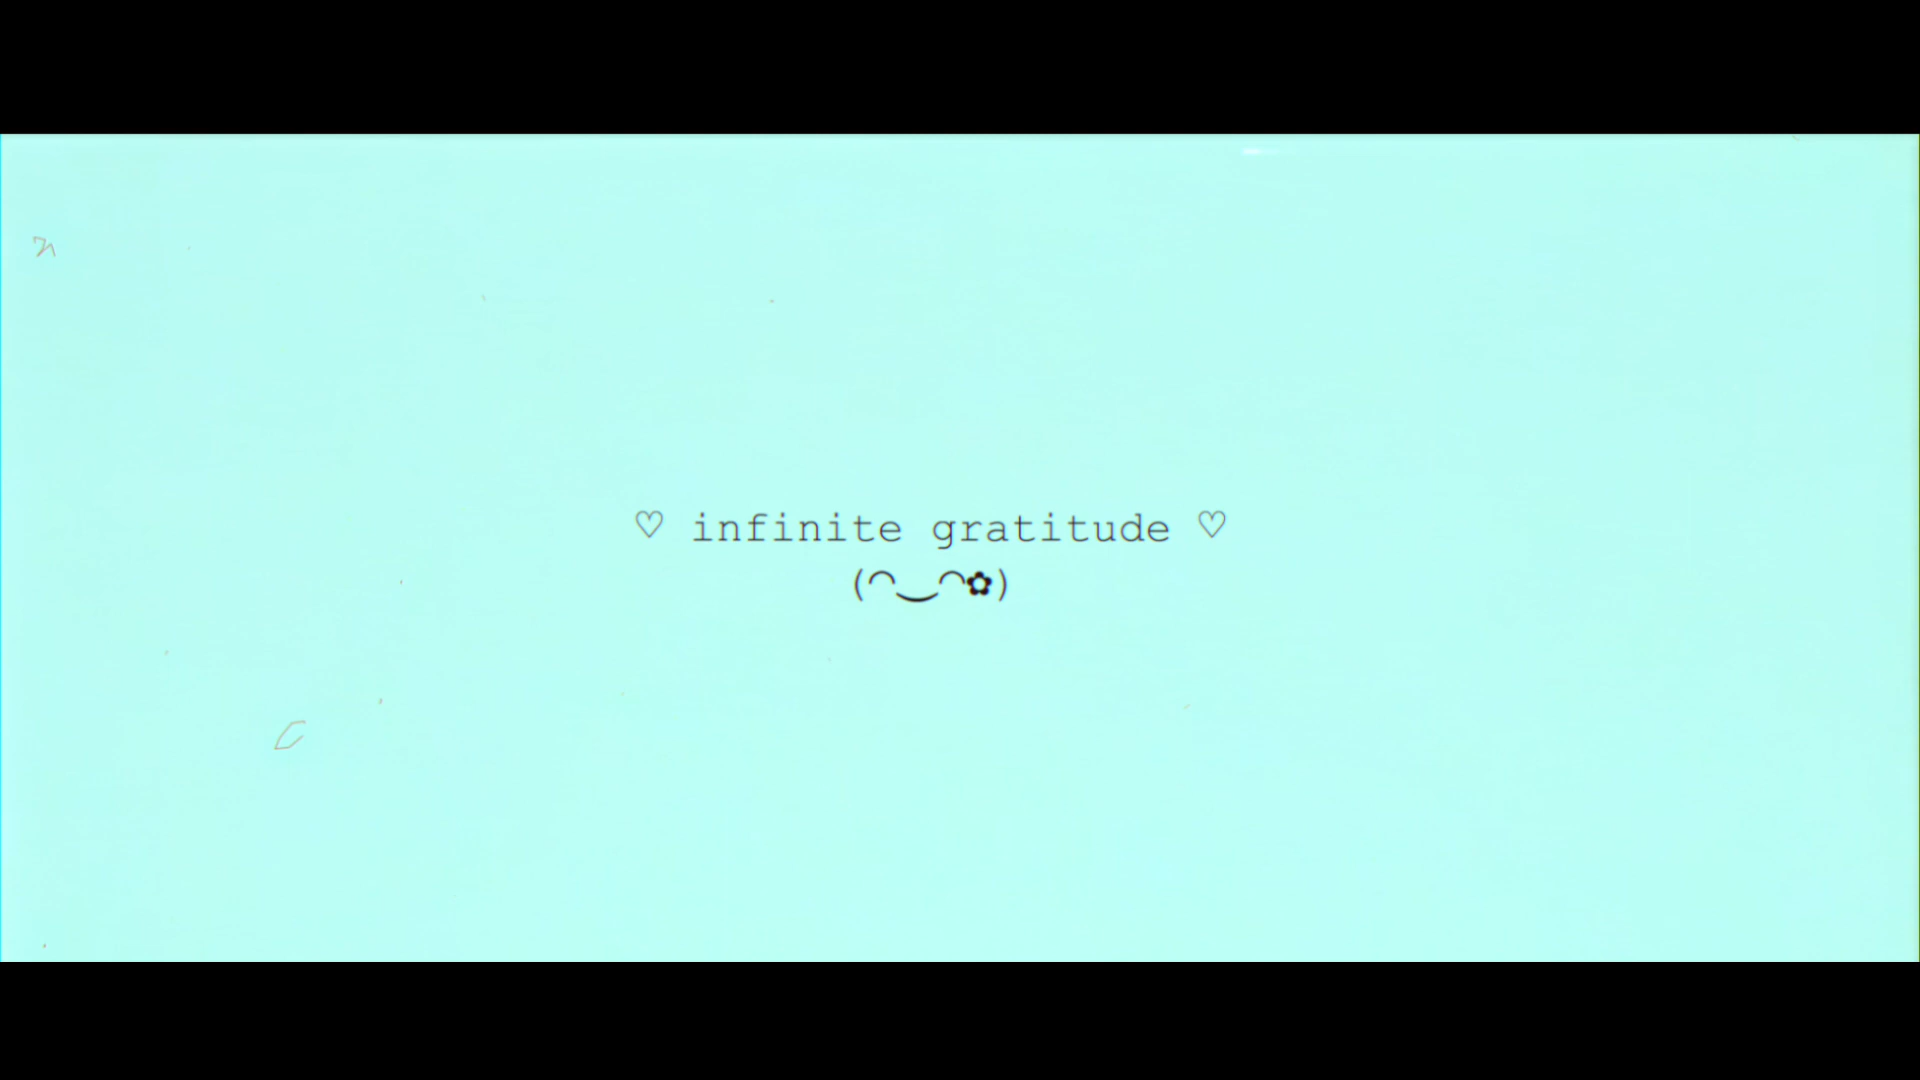 ♡ infinite gratitude ♡
(◠‿◠✿)